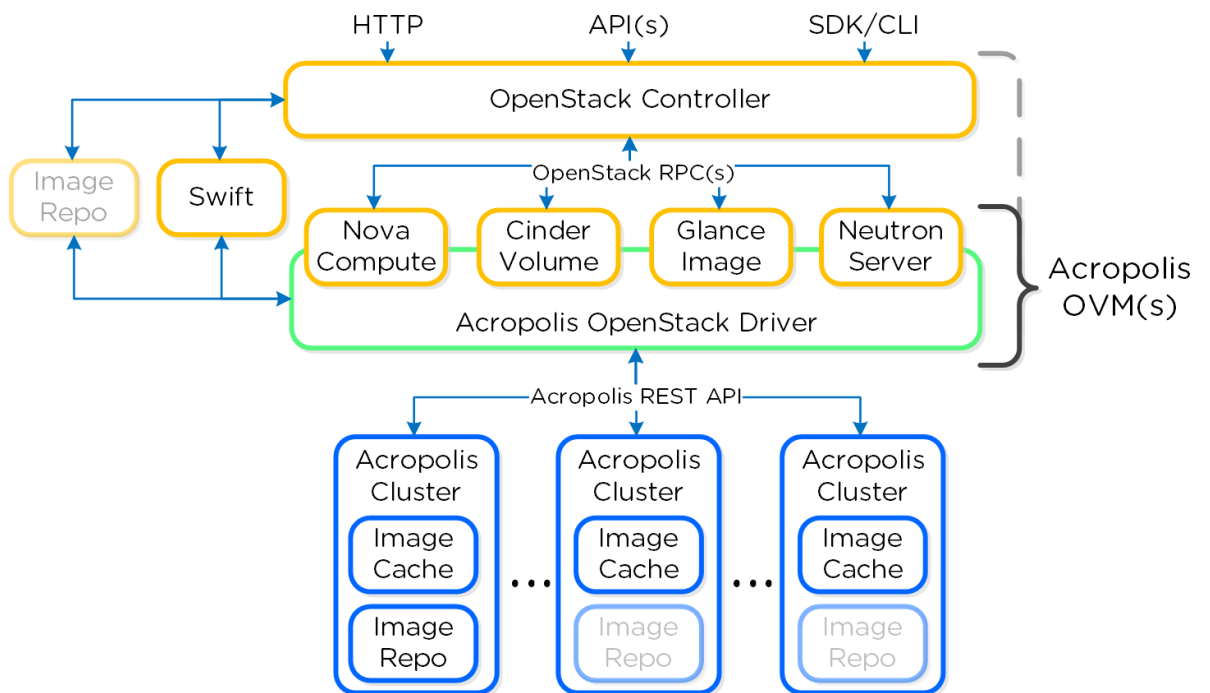 HTTP
API(s)
SDK/CLI
OpenStack Controller
Image
Repo
Swift
OpenStack RPC(s)
Nova
Compute
Cinder
Volume
Glance
Image
Neutron
Server
Acropolis
OVM(s)
Acropolis OpenStack Driver
Acropolis REST API
Acropolis
Cluster
Image
Cache
Image
Repo
...
Acropolis
Cluster
Image
Cache
Image
Repo
...
Acropolis
Cluster
Image
Cache
Image
Repo